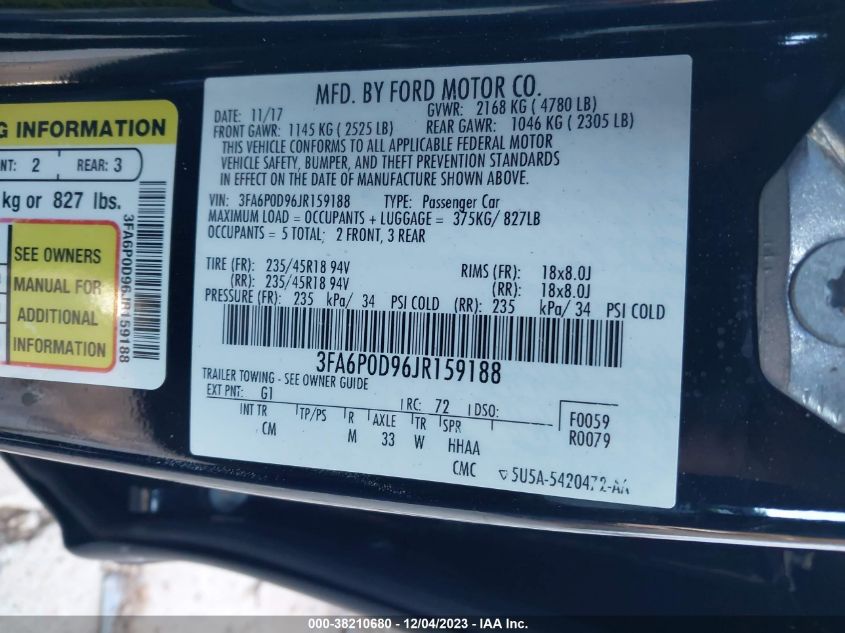 G INFORMATION
NT: 2 REAR: 3
kg or 827 lbs.
SEE OWNERS
MANUAL FOR
ADDITIONAL
INFORMATION
3FA6P0D96JR159188
MFD. BY FORD MOTOR CO.
DATE: 11/17 GVWR: 2168 KG ( 4780 LB)
FRONT GAWR: 1145 KG ( 2525 LB) REAR GAWR: 1046 KG ( 2305 LB)
THIS VEHICLE CONFORMS TO ALL APPLICABLE FEDERAL MOTOR
VEHICLE SAFETY, BUMPER, AND THEFT PREVENTION STANDARDS
IN EFFECT ON THE DATE OF MANUFACTURE SHOWN ABOVE.
VIN: 3FA6P0D96JR159188 TYPE: Passenger Car
MAXIMUM LOAD = OCCUPANTS + LUGGAGE = 375KG/ 827LB
OCCUPANTS = 5 TOTAL; 2 FRONT, 3 REAR
TIRE (FR): 235/45R18 94V RIMS (FR): 18x8.0J
(RR): 235/45R18 94V (RR): 18x8.0J
PRESSURE (FR): 235 kPa/ 34 PSI COLD (RR): 235 kPa/ 34 PSI COLD
3FA6P0D96JR159188
TRAILER TOWING - SEE OWNER GUIDE
EXT PNT: G1 RC: 72 DSO: F0059
INT TR TP/PS R AXLE TR SPR R0079
CM M 33 W HHAA
CMC 5U5A-5420472-AA
000-38210680 - 12/04/2023 - Copyright IAA, Inc.